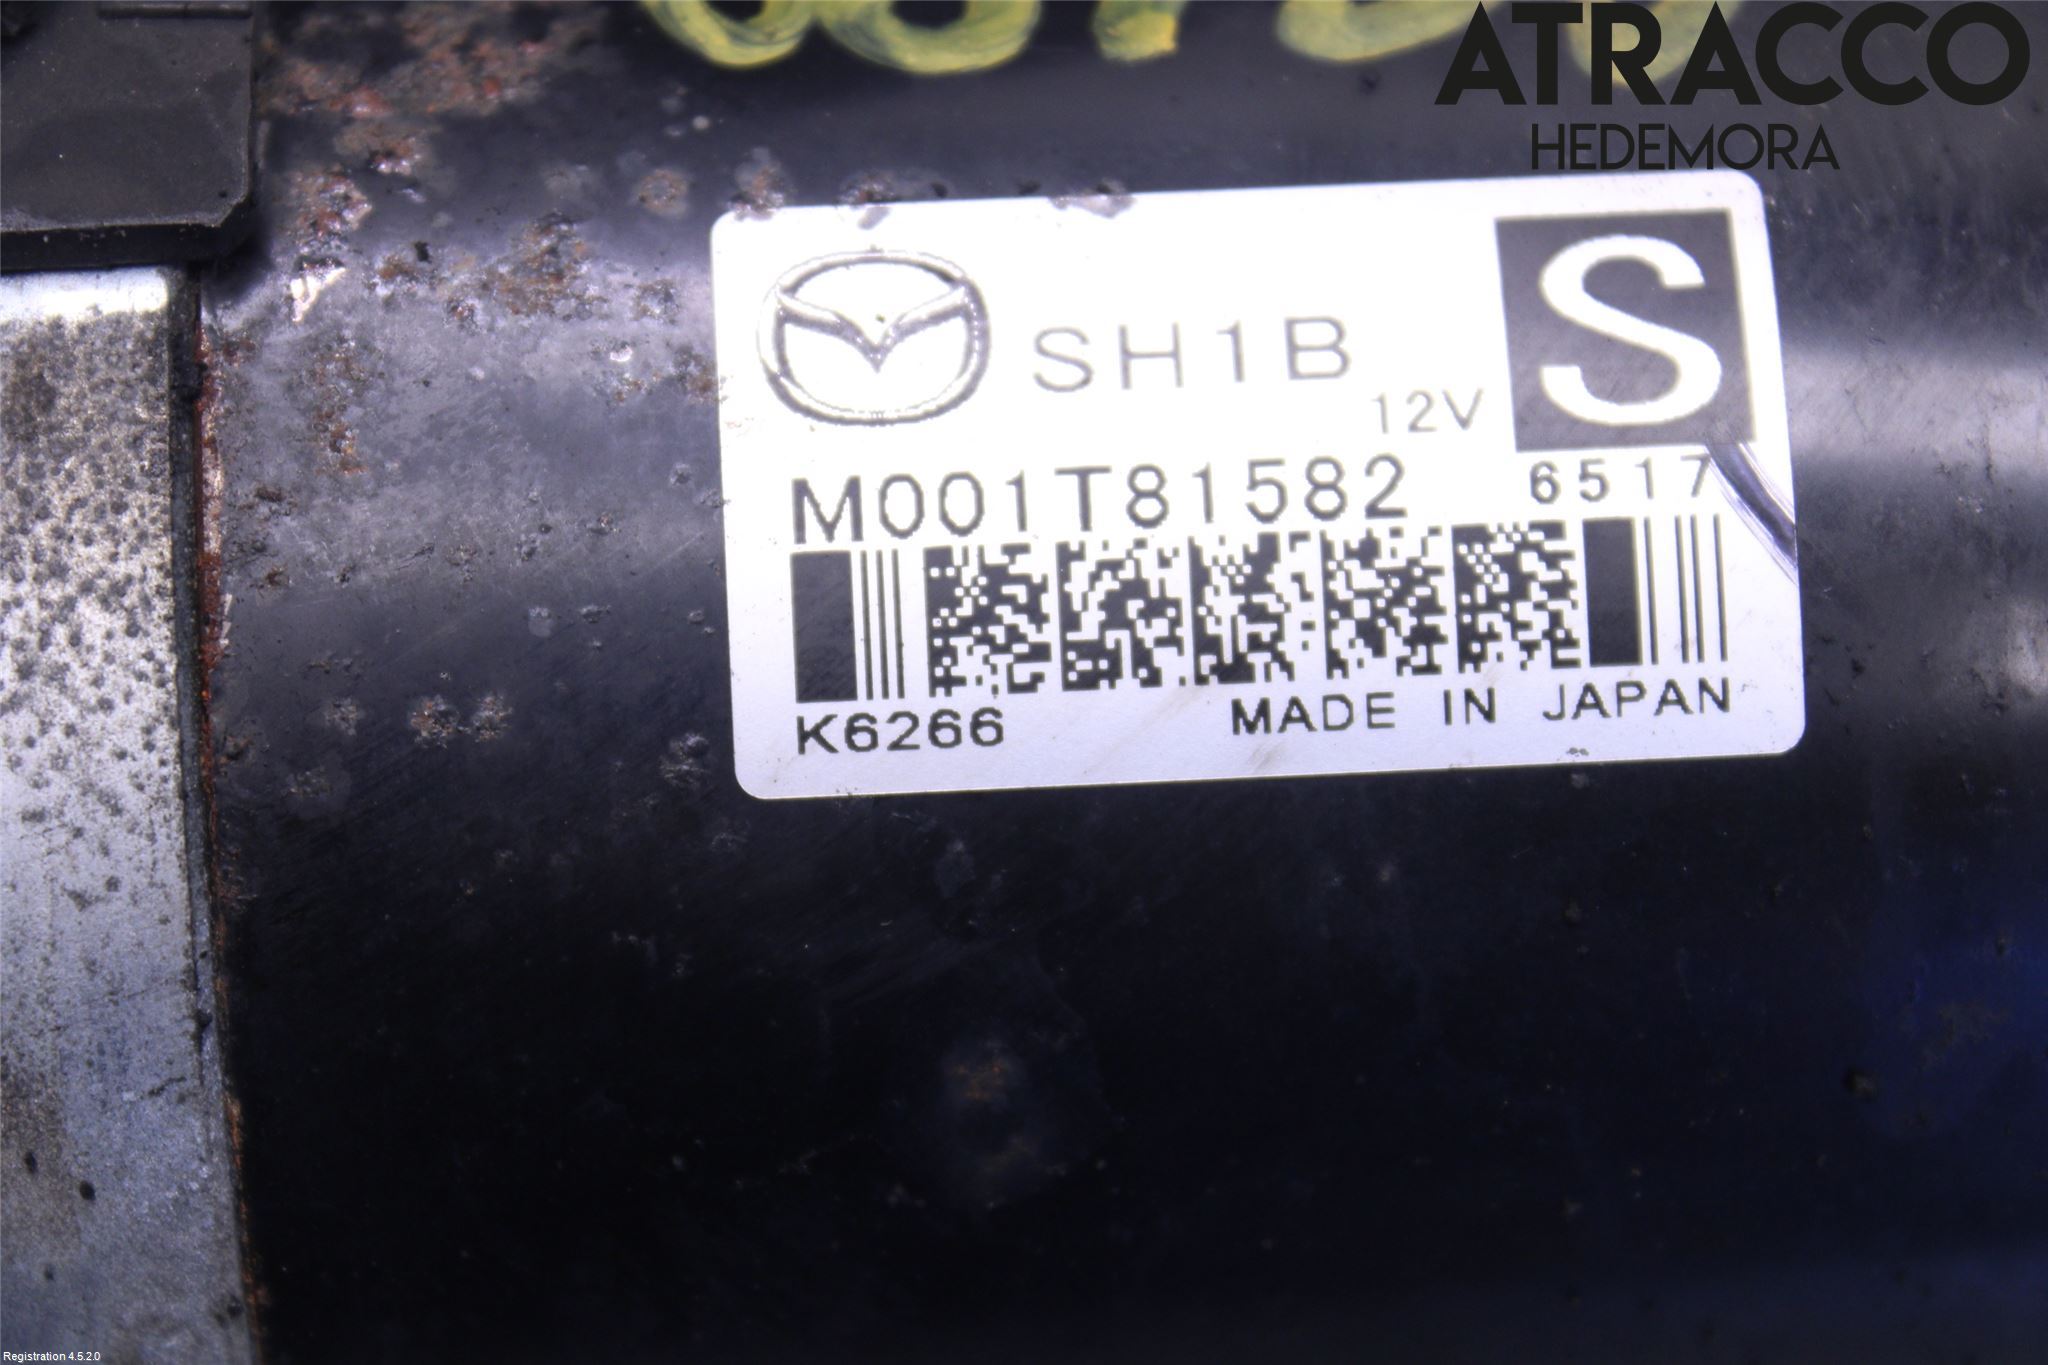 ATRACCO
HEDEMORA
SH1B
12V
S
M001T81582
6517
K6266
MADE IN JAPAN
Registration 4.5.2.0